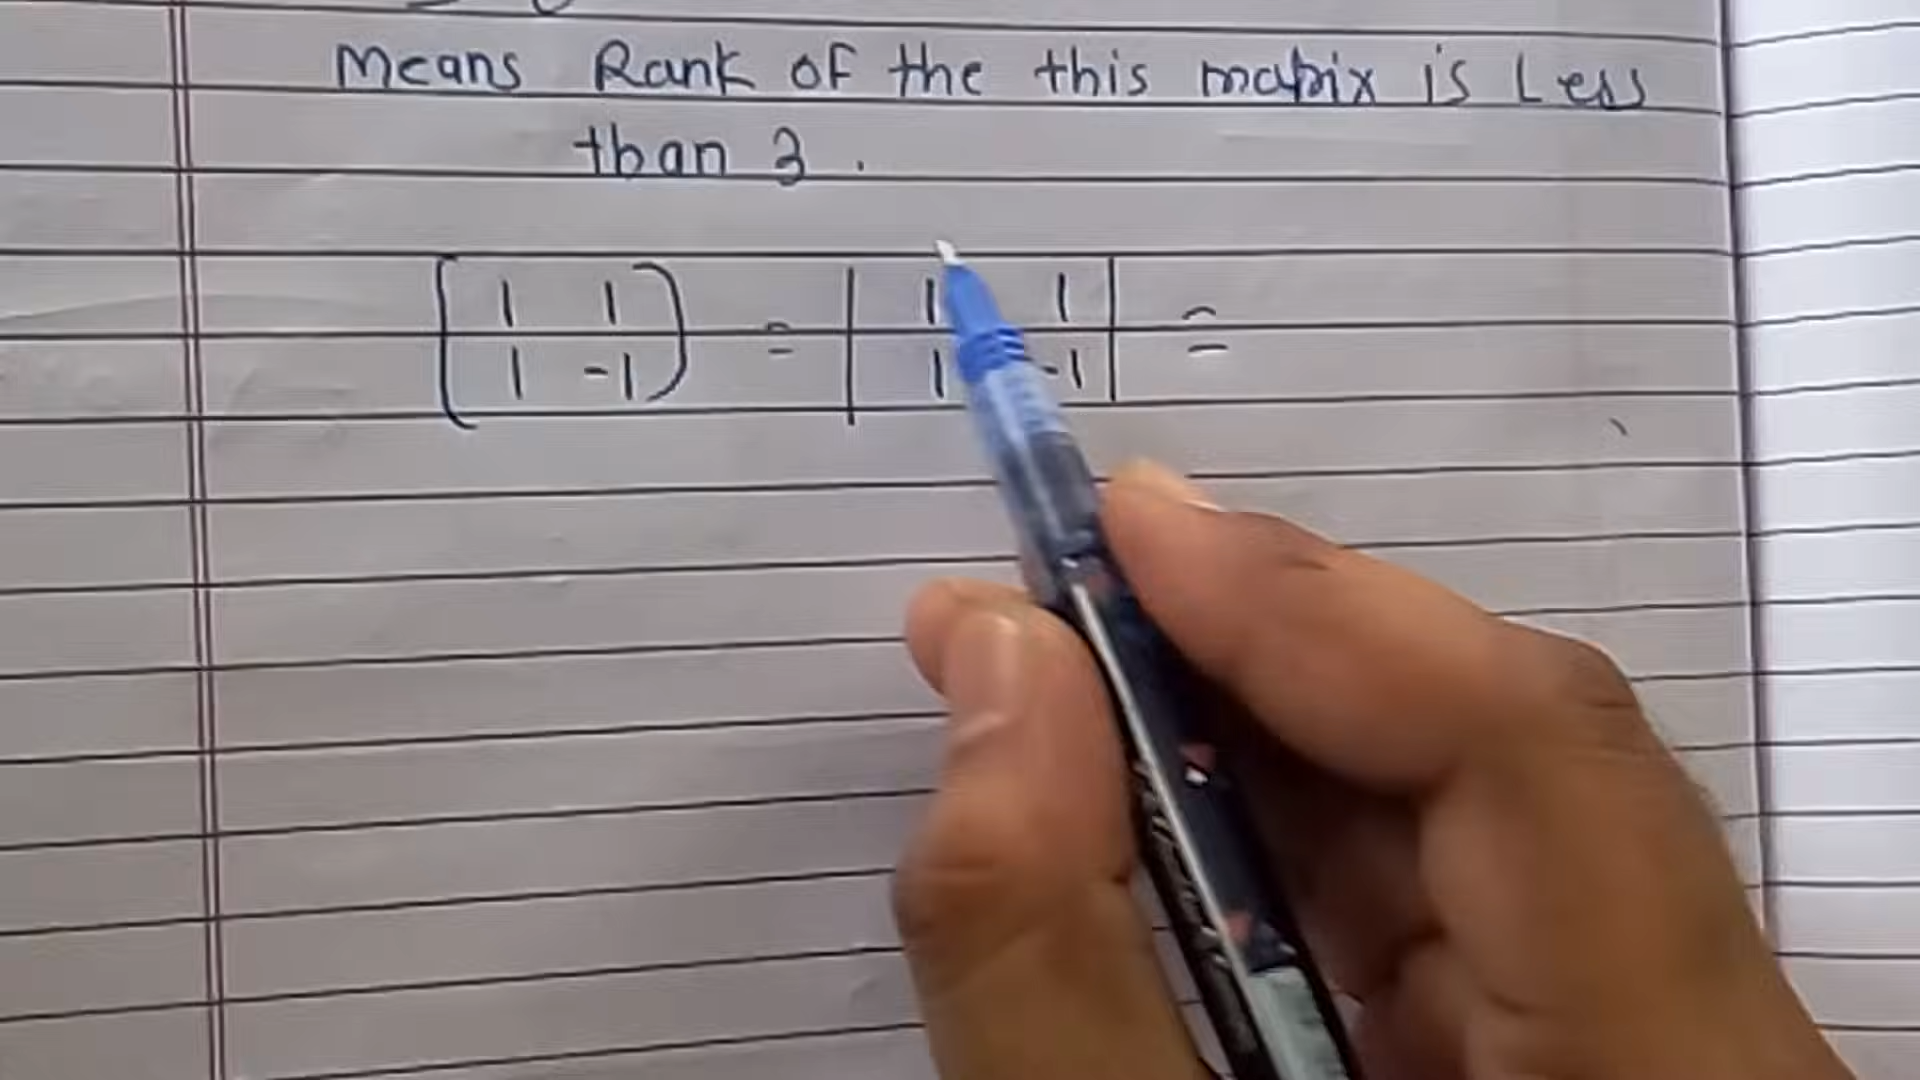 Means Rank of the this matrix is Less
than 3 .
[ 1 1 ) = | 1 1 | =
[ 1 -1 ) | 1 -1 |